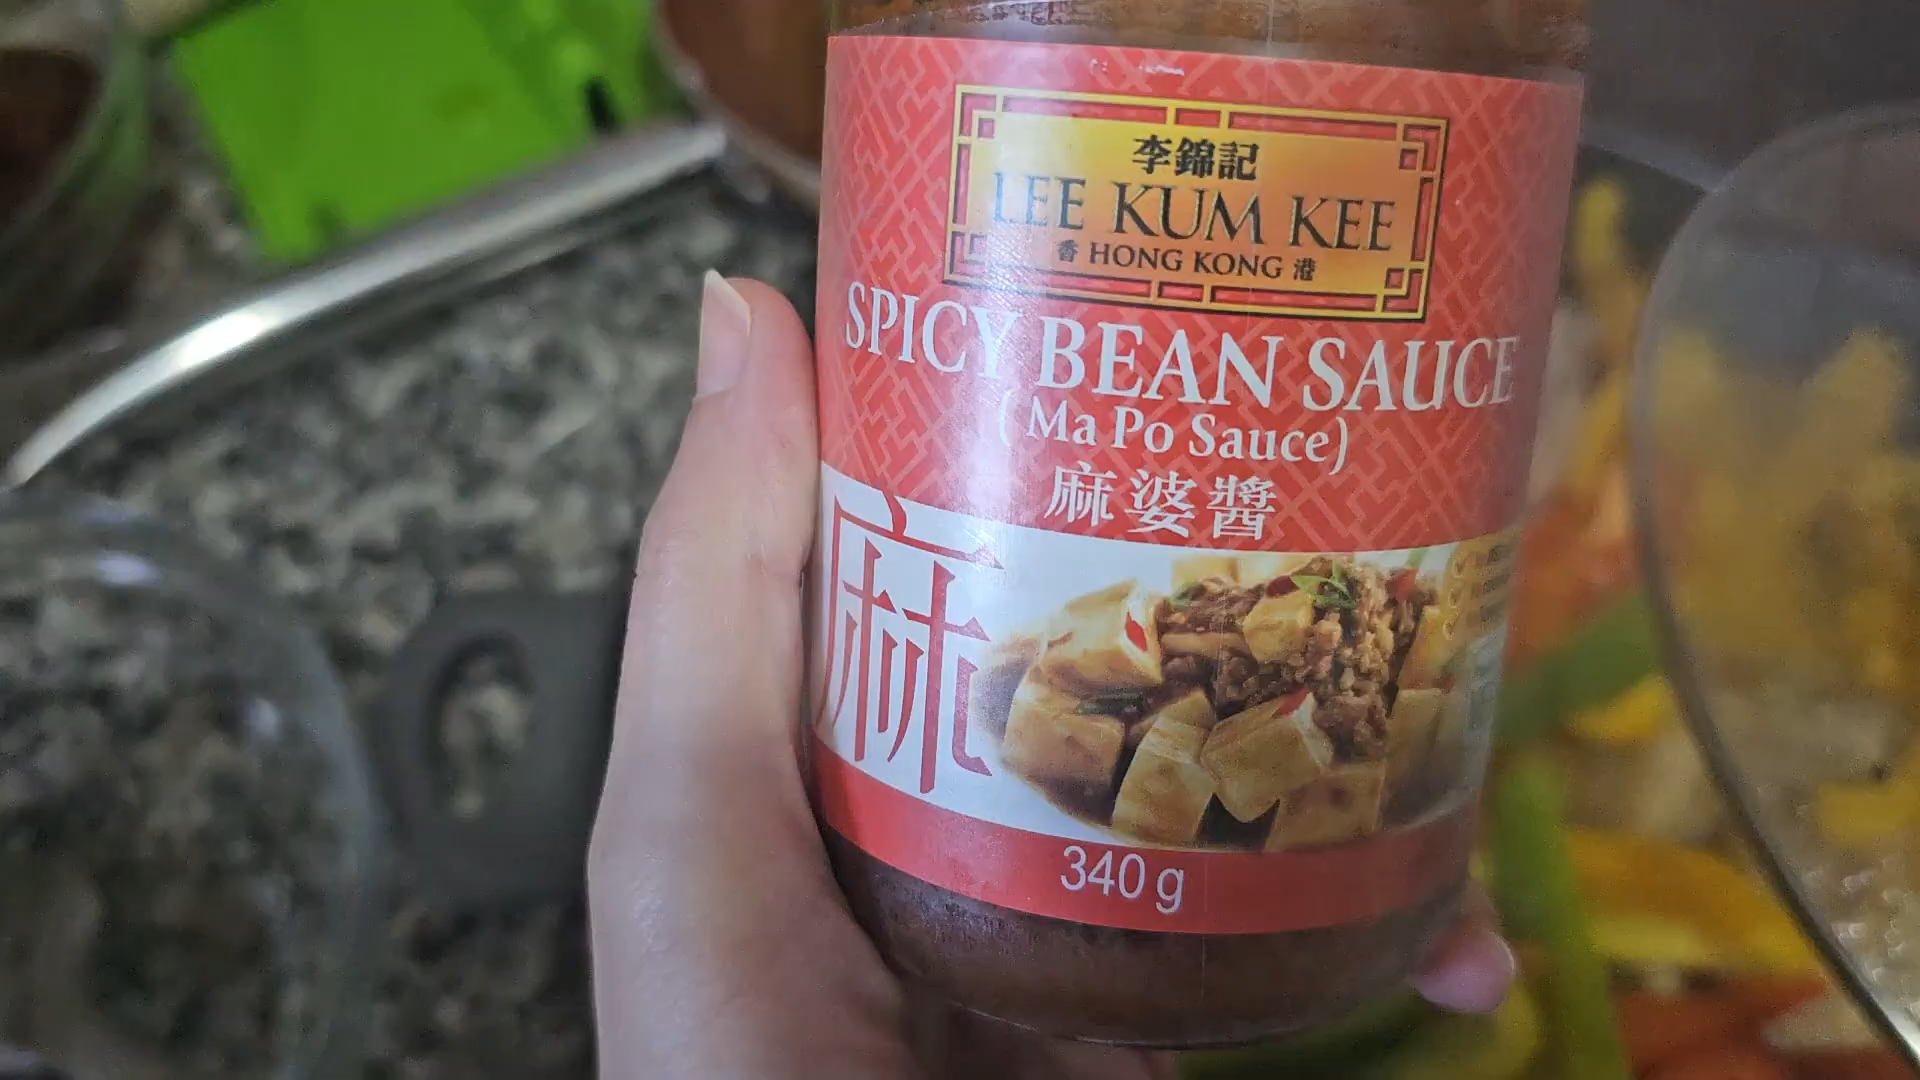 李錦記
LEE KUM KEE
香 HONG KONG 港
SPICY BEAN SAUCE
(Ma Po Sauce)
麻婆醬
麻
340 g